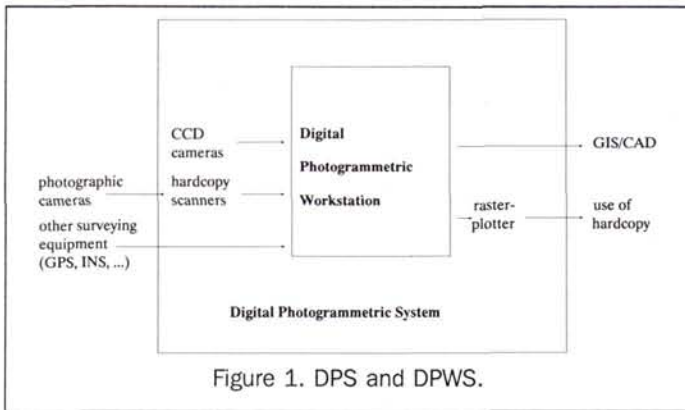 CCD
cameras
Digital
Photogrammetric
Workstation
GIS/CAD
photographic
cameras
hardcopy
scanners
raster-
plotter
use of
hardcopy
other surveying
equipment
(GPS, INS, ...)
Digital Photogrammetric System
Figure 1. DPS and DPWS.